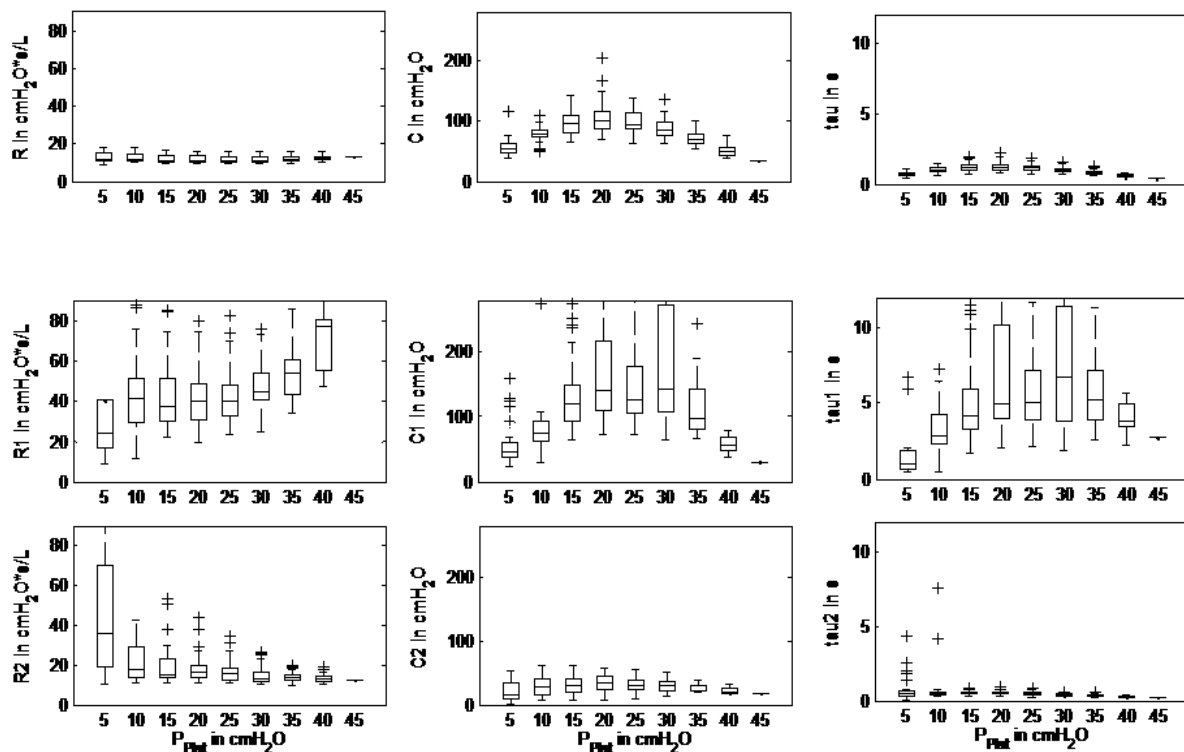 R in cmH2O*s/L
80
60
40
20
0
5 10 15 20 25 30 35 40 45
C in cmH2O
200
100
0
5 10 15 20 25 30 35 40 45
tau in s
10
5
0
5 10 15 20 25 30 35 40 45
R1 in cmH2O*s/L
80
60
40
20
0
5 10 15 20 25 30 35 40 45
C1 in cmH2O
200
100
0
5 10 15 20 25 30 35 40 45
tau1 in s
10
5
0
5 10 15 20 25 30 35 40 45
R2 in cmH2O*s/L
80
60
40
20
0
5 10 15 20 25 30 35 40 45
PPlat in cmH2O
C2 in cmH2O
200
100
0
5 10 15 20 25 30 35 40 45
PPlat in cmH2O
tau2 in s
10
5
0
5 10 15 20 25 30 35 40 45
PPlat in cmH2O